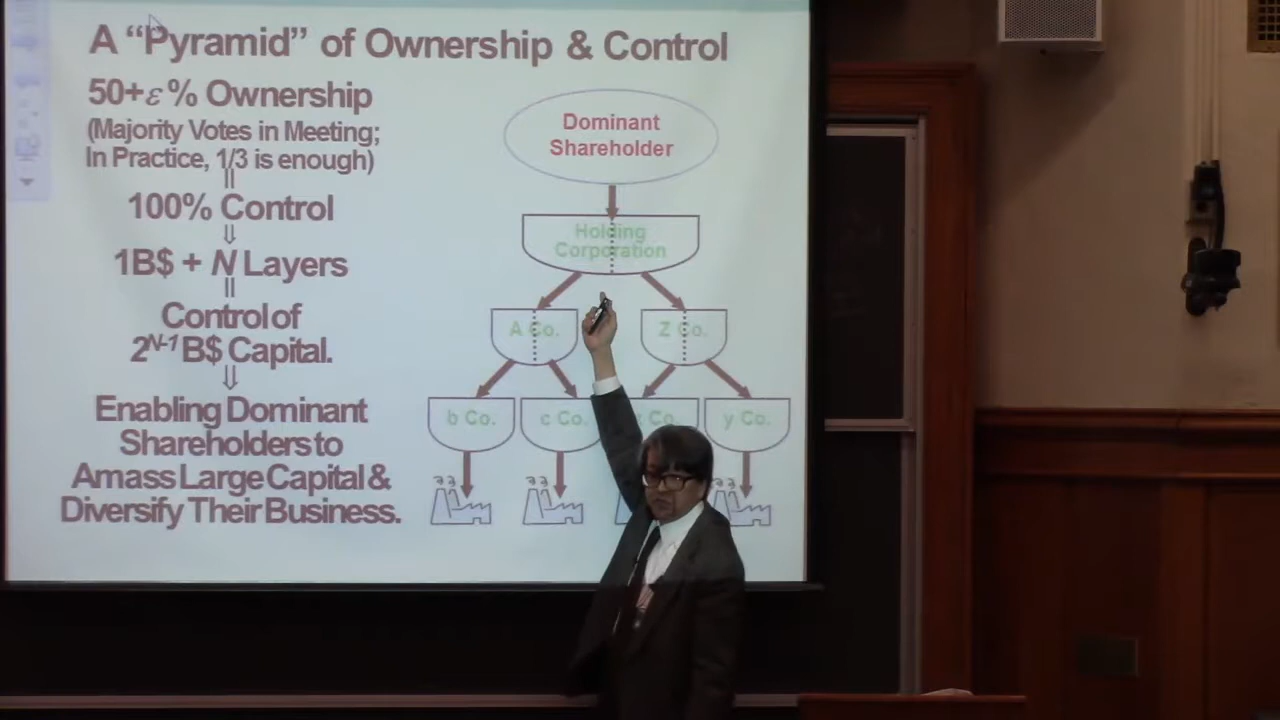 A “Pyramid” of Ownership & Control
50+ε% Ownership
(Majority Votes in Meeting;
In Practice, 1/3 is enough)
||
100% Control
⇓
1B$ + N Layers
||
Control of
2^N-1 B$ Capital.
⇓
Enabling Dominant
Shareholders to
Amass Large Capital &
Diversify Their Business.
Dominant
Shareholder
Holding
Corporation
A Co.
Z Co.
b Co.
c Co.
Co.
y Co.